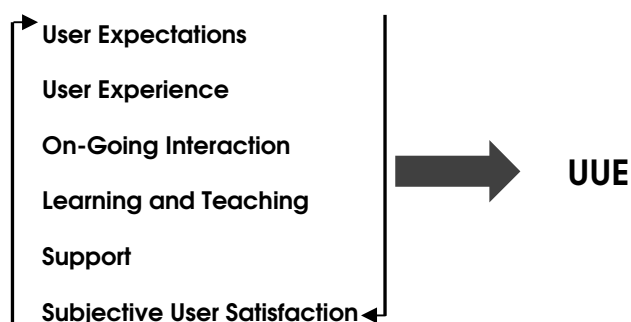 User Expectations
User Experience
On-Going Interaction
UUE
Learning and Teaching
Support
Subjective User Satisfaction